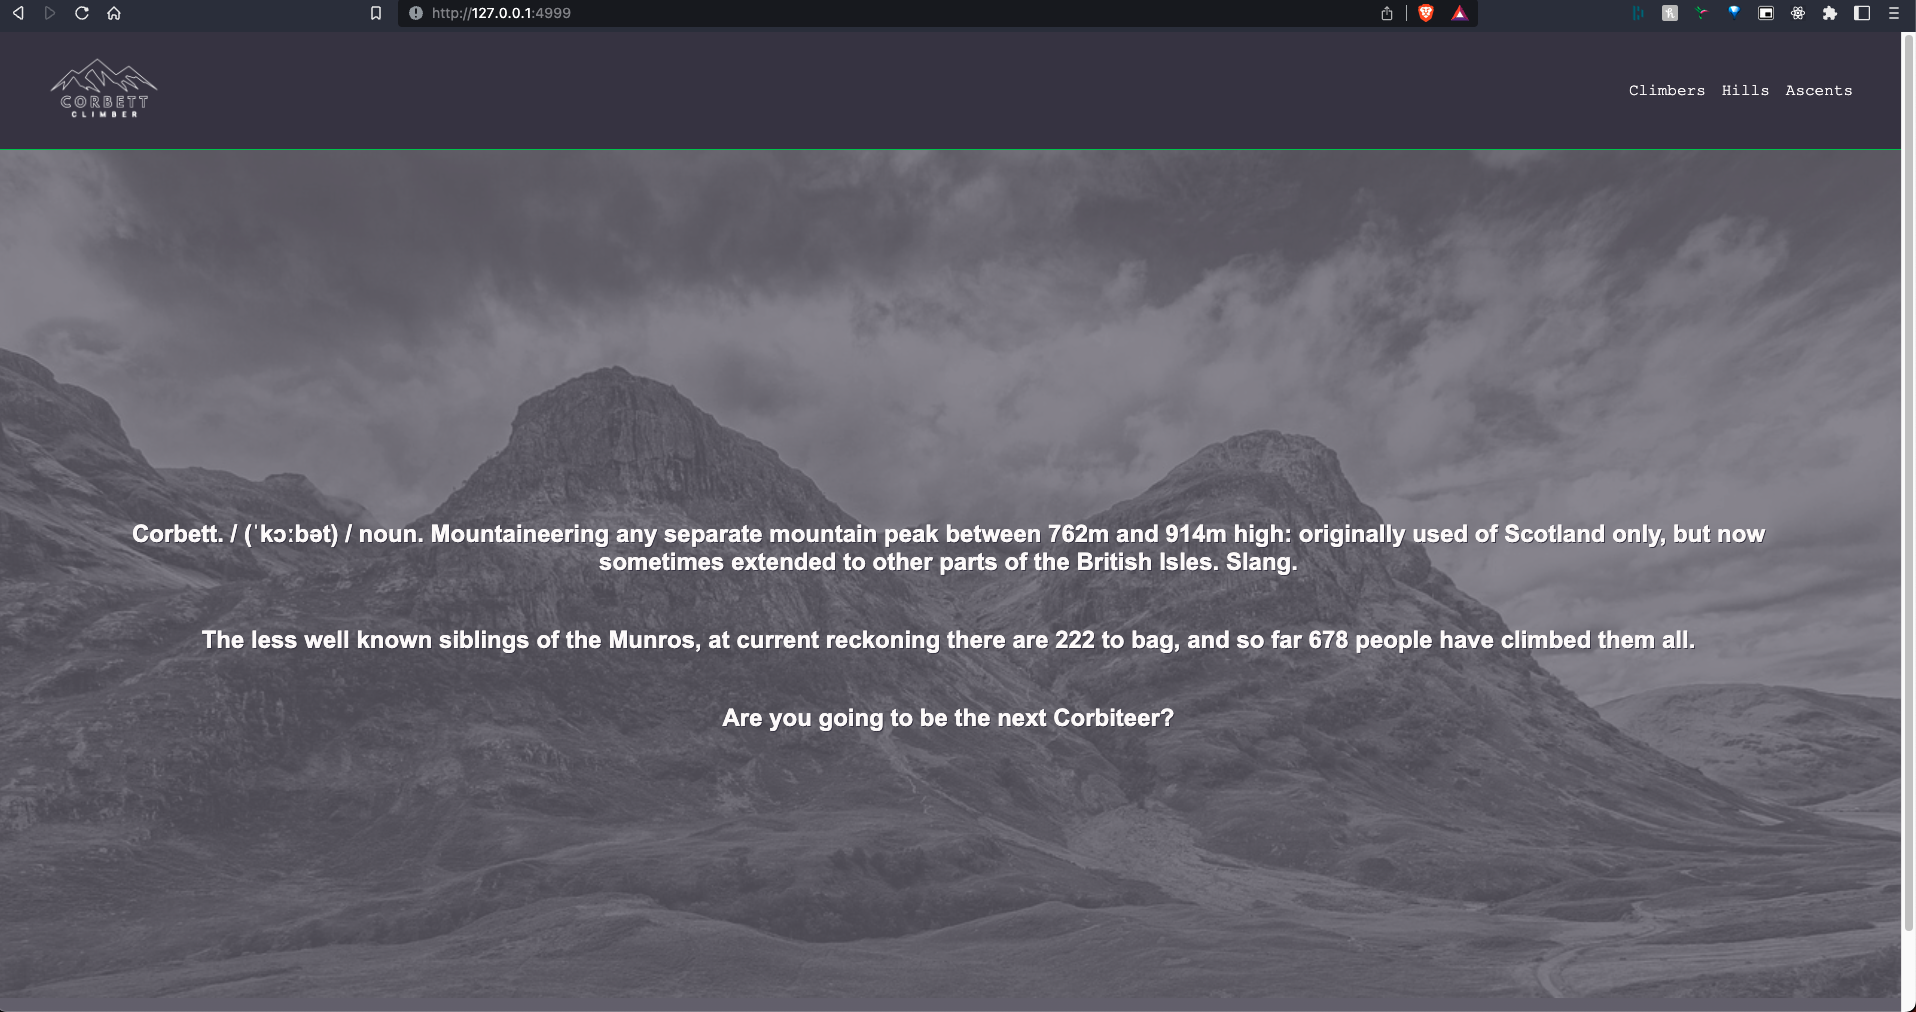 http://127.0.0.1:4999
CORBETT
CLIMBER
Climbers Hills Ascents
Corbett. / (ˈkɔːbət) / noun. Mountaineering any separate mountain peak between 762m and 914m high: originally used of Scotland only, but now
sometimes extended to other parts of the British Isles. Slang.
The less well known siblings of the Munros, at current reckoning there are 222 to bag, and so far 678 people have climbed them all.
Are you going to be the next Corbiteer?